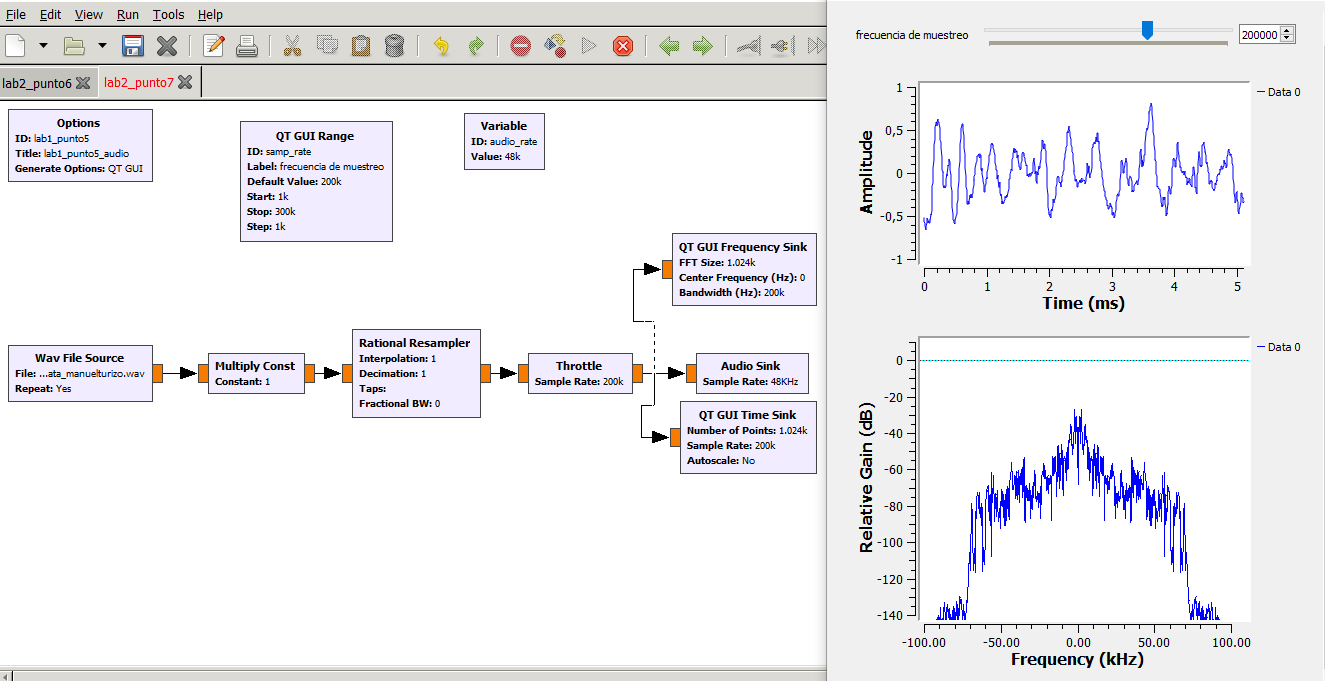 File Edit View Run Tools Help
lab2_punto6
lab2_punto7
Options
ID: lab1_punto5
Title: lab1_punto5_audio
Generate Options: QT GUI
QT GUI Range
ID: samp_rate
Label: frecuencia de muestreo
Default Value: 200k
Start: 1k
Stop: 300k
Step: 1k
Variable
ID: audio_rate
Value: 48k
QT GUI Frequency Sink
FFT Size: 1.024k
Center Frequency (Hz): 0
Bandwidth (Hz): 200k
Wav File Source
File: ...ata_manuelturizo.wav
Repeat: Yes
Multiply Const
Constant: 1
Rational Resampler
Interpolation: 1
Decimation: 1
Taps:
Fractional BW: 0
Throttle
Sample Rate: 200k
Audio Sink
Sample Rate: 48KHz
QT GUI Time Sink
Number of Points: 1.024k
Sample Rate: 200k
Autoscale: No
frecuencia de muestreo
200000
Data 0
Amplitude
1
0,5
0
-0,5
-1
0 1 2 3 4 5
Time (ms)
Data 0
Relative Gain (dB)
0
-20
-40
-60
-80
-100
-120
-140
-100.00 -50.00 0.00 50.00 100.00
Frequency (kHz)